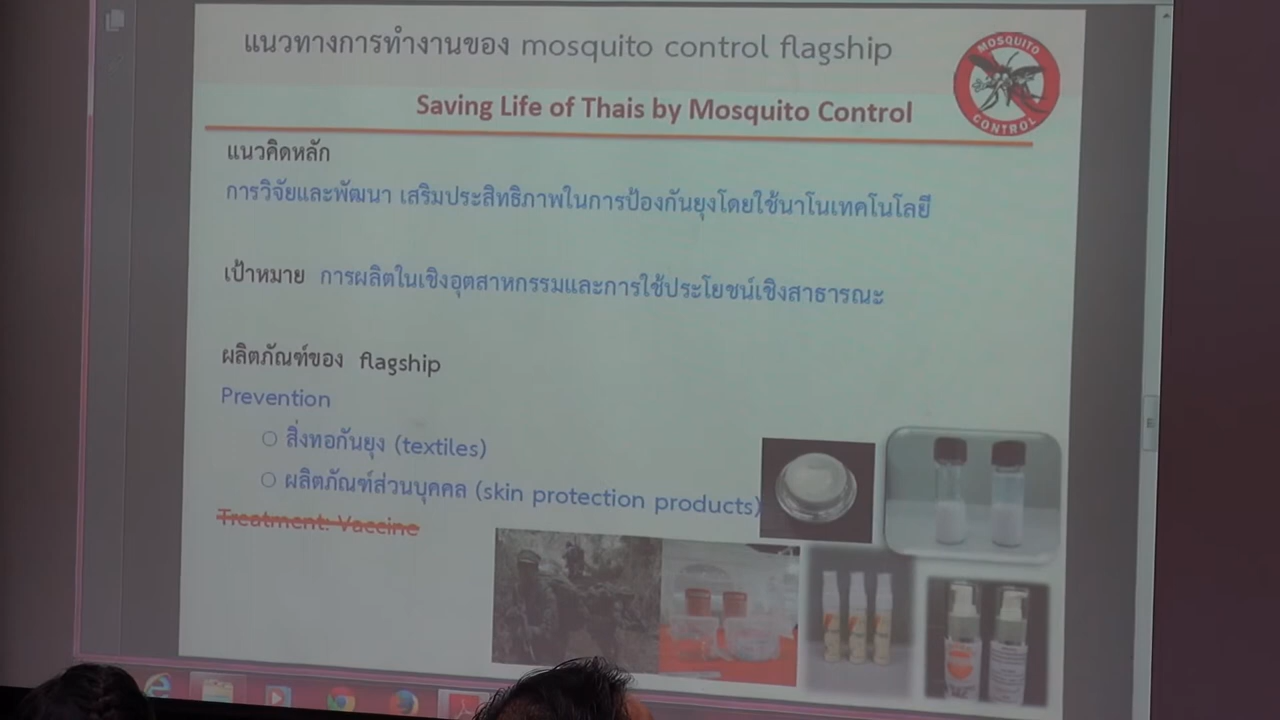 แนวทางการทำงานของ mosquito control flagship
MOSQUITO
CONTROL
Saving Life of Thais by Mosquito Control
แนวคิดหลัก
การวิจัยและพัฒนา เสริมประสิทธิภาพในการป้องกันยุงโดยใช้นาโนเทคโนโลยี
เป้าหมาย การผลิตในเชิงอุตสาหกรรมและการใช้ประโยชน์เชิงสาธารณะ
ผลิตภัณฑ์ของ flagship
Prevention
สิ่งทอกันยุง (textiles)
ผลิตภัณฑ์ส่วนบุคคล (skin protection products)
Treatment: Vaccine